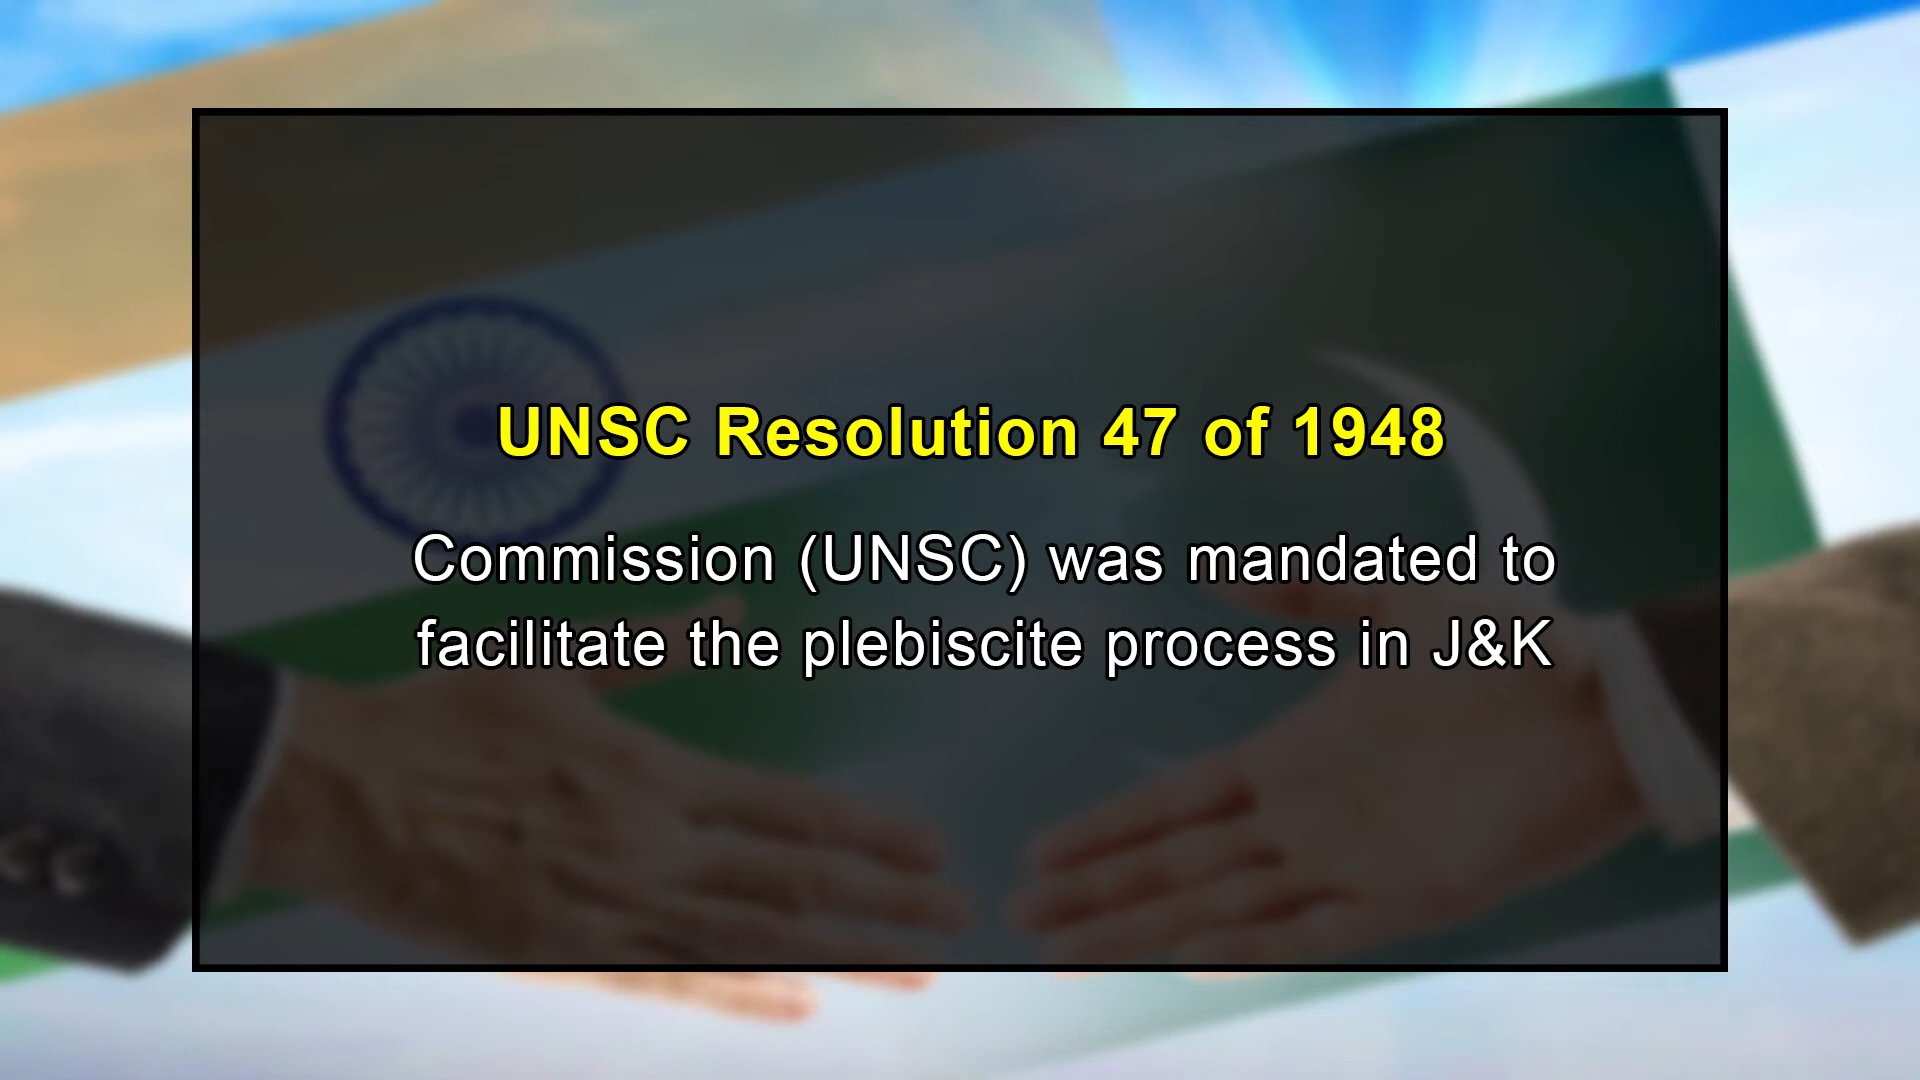 UNSC Resolution 47 of 1948
Commission (UNSC) was mandated to
facilitate the plebiscite process in J&K